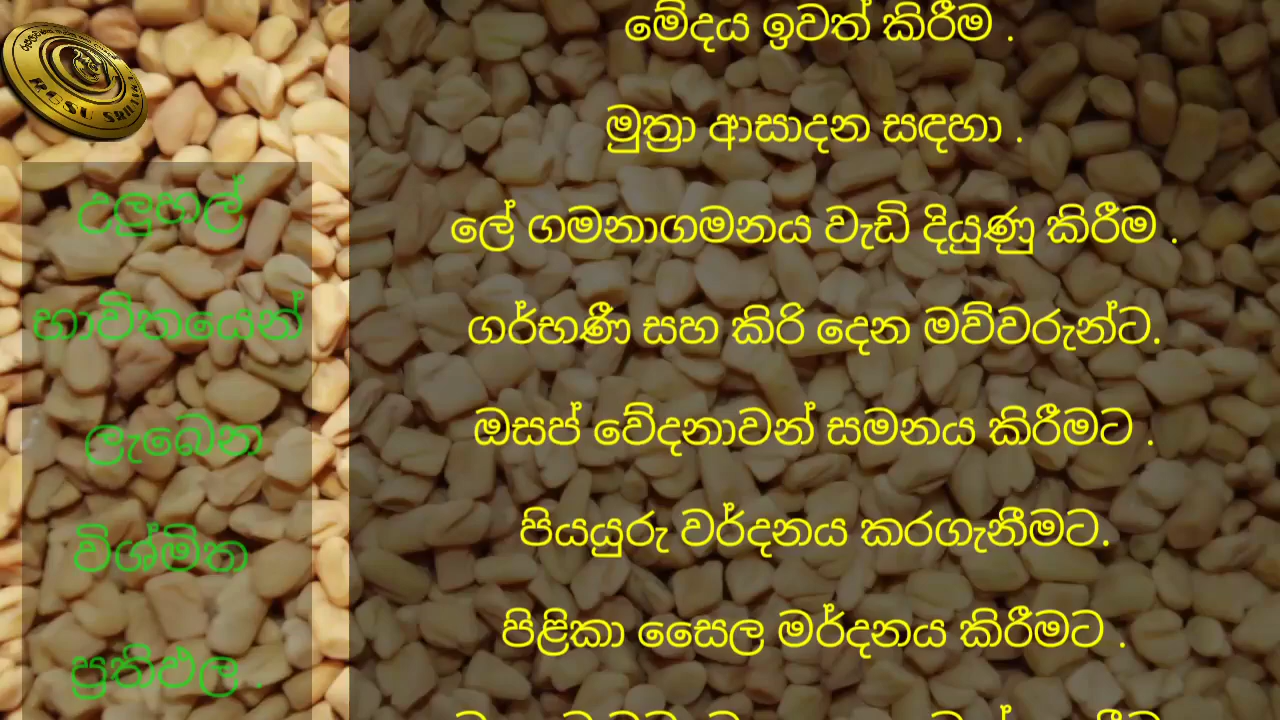 උලුහල්
භාවිතයෙන්
ලැබෙන
විශ්මිත
ප්‍රතිඵල .
මේදය ඉවත් කිරීම .
මුත්‍රා ආසාදන සඳහා .
ලේ ගමනාගමනය වැඩි දියුණු කිරීම .
ගර්භණී සහ කිරි දෙන මව්වරුන්ට.
ඔසප් වේදනාවන් සමනය කිරීමට .
පියයුරු වර්දනය කරගැනීමට.
පිළිකා සෛල මර්දනය කිරීමට .